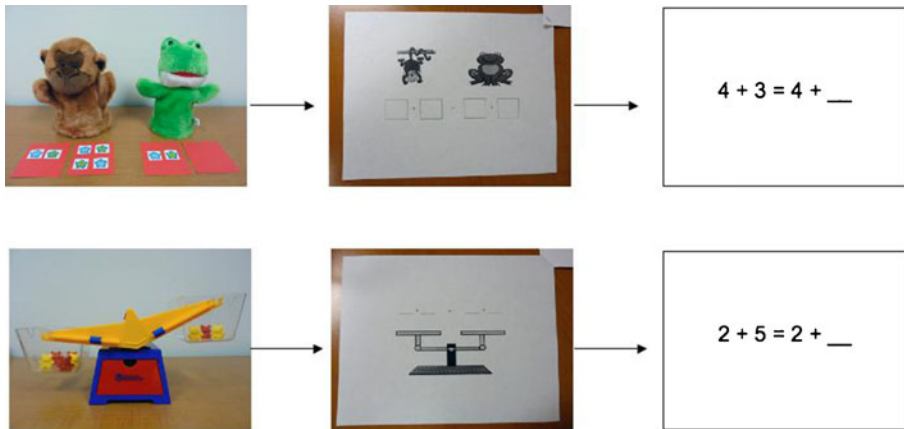 4 + 3 = 4 + __
2 + 5 = 2 + __